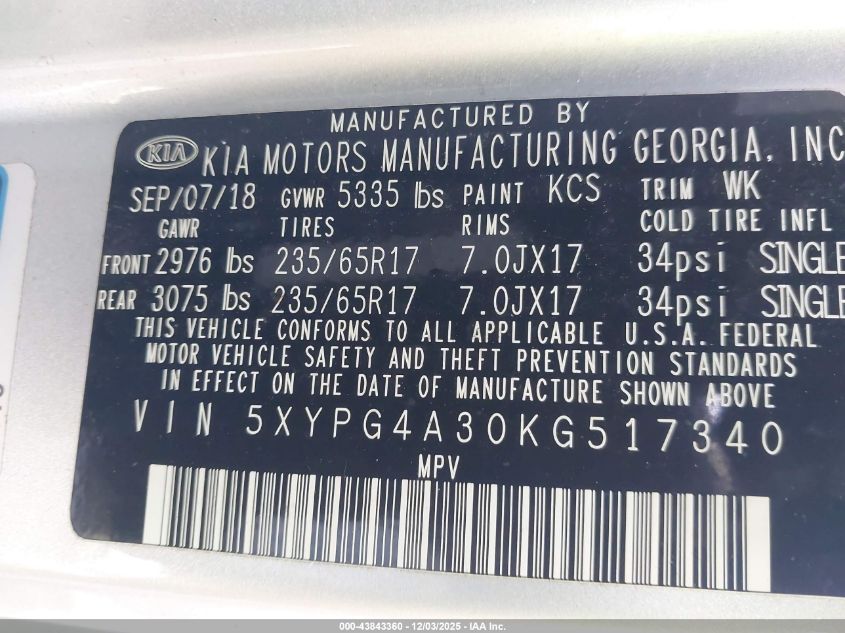 MANUFACTURED BY
KIA KIA MOTORS MANUFACTURING GEORGIA, INC
SEP/07/18 GVWR 5335 lbs PAINT KCS TRIM WK
GAWR TIRES RIMS COLD TIRE INFL
FRONT 2976 lbs 235/65R17 7.0JX17 34psi SINGLE
REAR 3075 lbs 235/65R17 7.0JX17 34psi SINGLE
THIS VEHICLE CONFORMS TO ALL APPLICABLE U.S.A. FEDERAL
MOTOR VEHICLE SAFETY AND THEFT PREVENTION STANDARDS
IN EFFECT ON THE DATE OF MANUFACTURE SHOWN ABOVE
VIN 5XYPG4A30KG517340
MPV
000-43843360 - 12/03/2025 - IAA Inc.